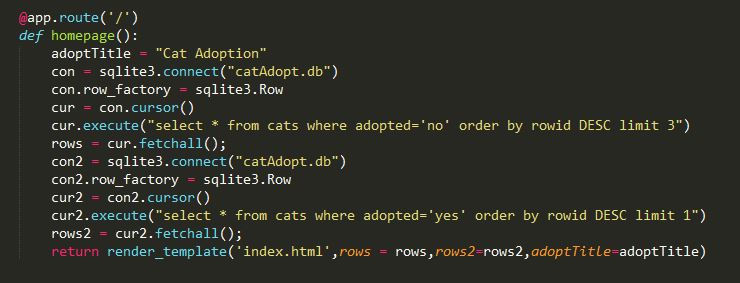 @app.route('/')
def homepage():
    adoptTitle = "Cat Adoption"
    con = sqlite3.connect("catAdopt.db")
    con.row_factory = sqlite3.Row
    cur = con.cursor()
    cur.execute("select * from cats where adopted='no' order by rowid DESC limit 3")
    rows = cur.fetchall();
    con2 = sqlite3.connect("catAdopt.db")
    con2.row_factory = sqlite3.Row
    cur2 = con2.cursor()
    cur2.execute("select * from cats where adopted='yes' order by rowid DESC limit 1")
    rows2 = cur2.fetchall();
    return render_template('index.html',rows = rows,rows2=rows2,adoptTitle=adoptTitle)